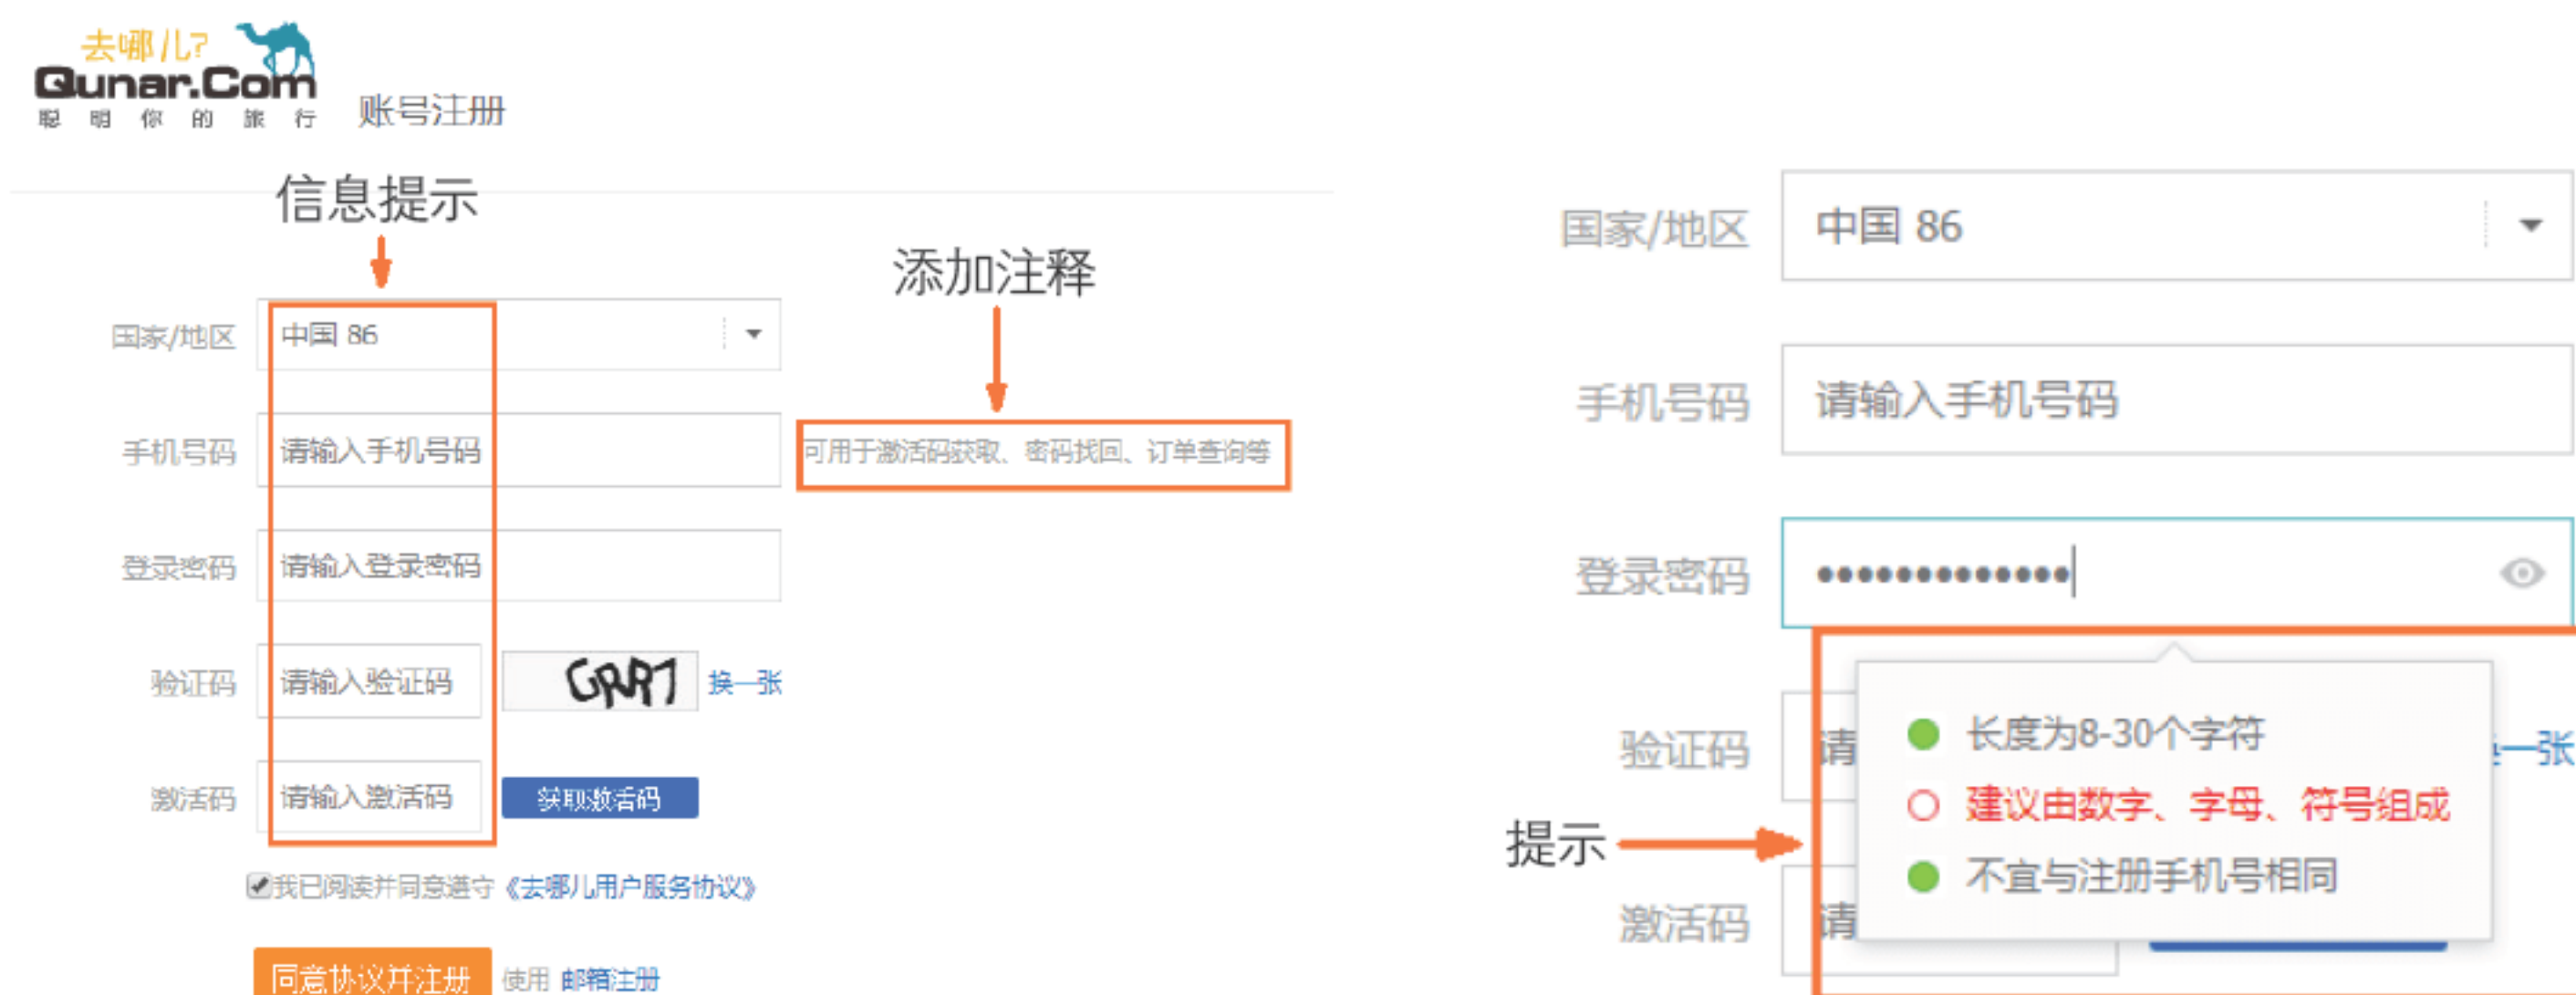 去哪儿?
Qunar.Com
聪明你的旅行
账号注册
信息提示
添加注释
国家/地区 中国 86
手机号码 请输入手机号码 可用于激活码获取、密码找回、订单查询等
登录密码 请输入登录密码
验证码 请输入验证码 GRR7 换一张
激活码 请输入激活码 获取激活码
我已阅读并同意遵守《去哪儿用户服务协议》
同意协议并注册 使用 邮箱注册
国家/地区 中国 86
手机号码 请输入手机号码
登录密码 •••••••••••••
验证码 请 一张
长度为8-30个字符
建议由数字、字母、符号组成
不宜与注册手机号相同
提示
激活码 请